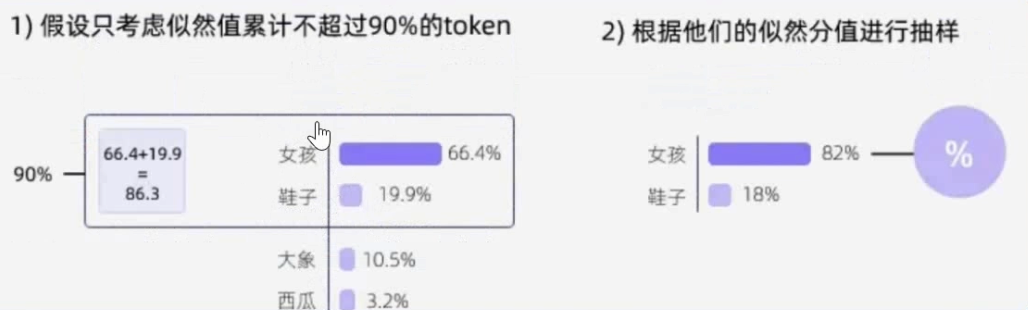 1) 假设只考虑似然值累计不超过90%的token
2) 根据他们的似然分值进行抽样
90%
66.4+19.9
=
86.3
女孩 66.4%
鞋子 19.9%
大象 10.5%
西瓜 3.2%
女孩 82%
鞋子 18%
%